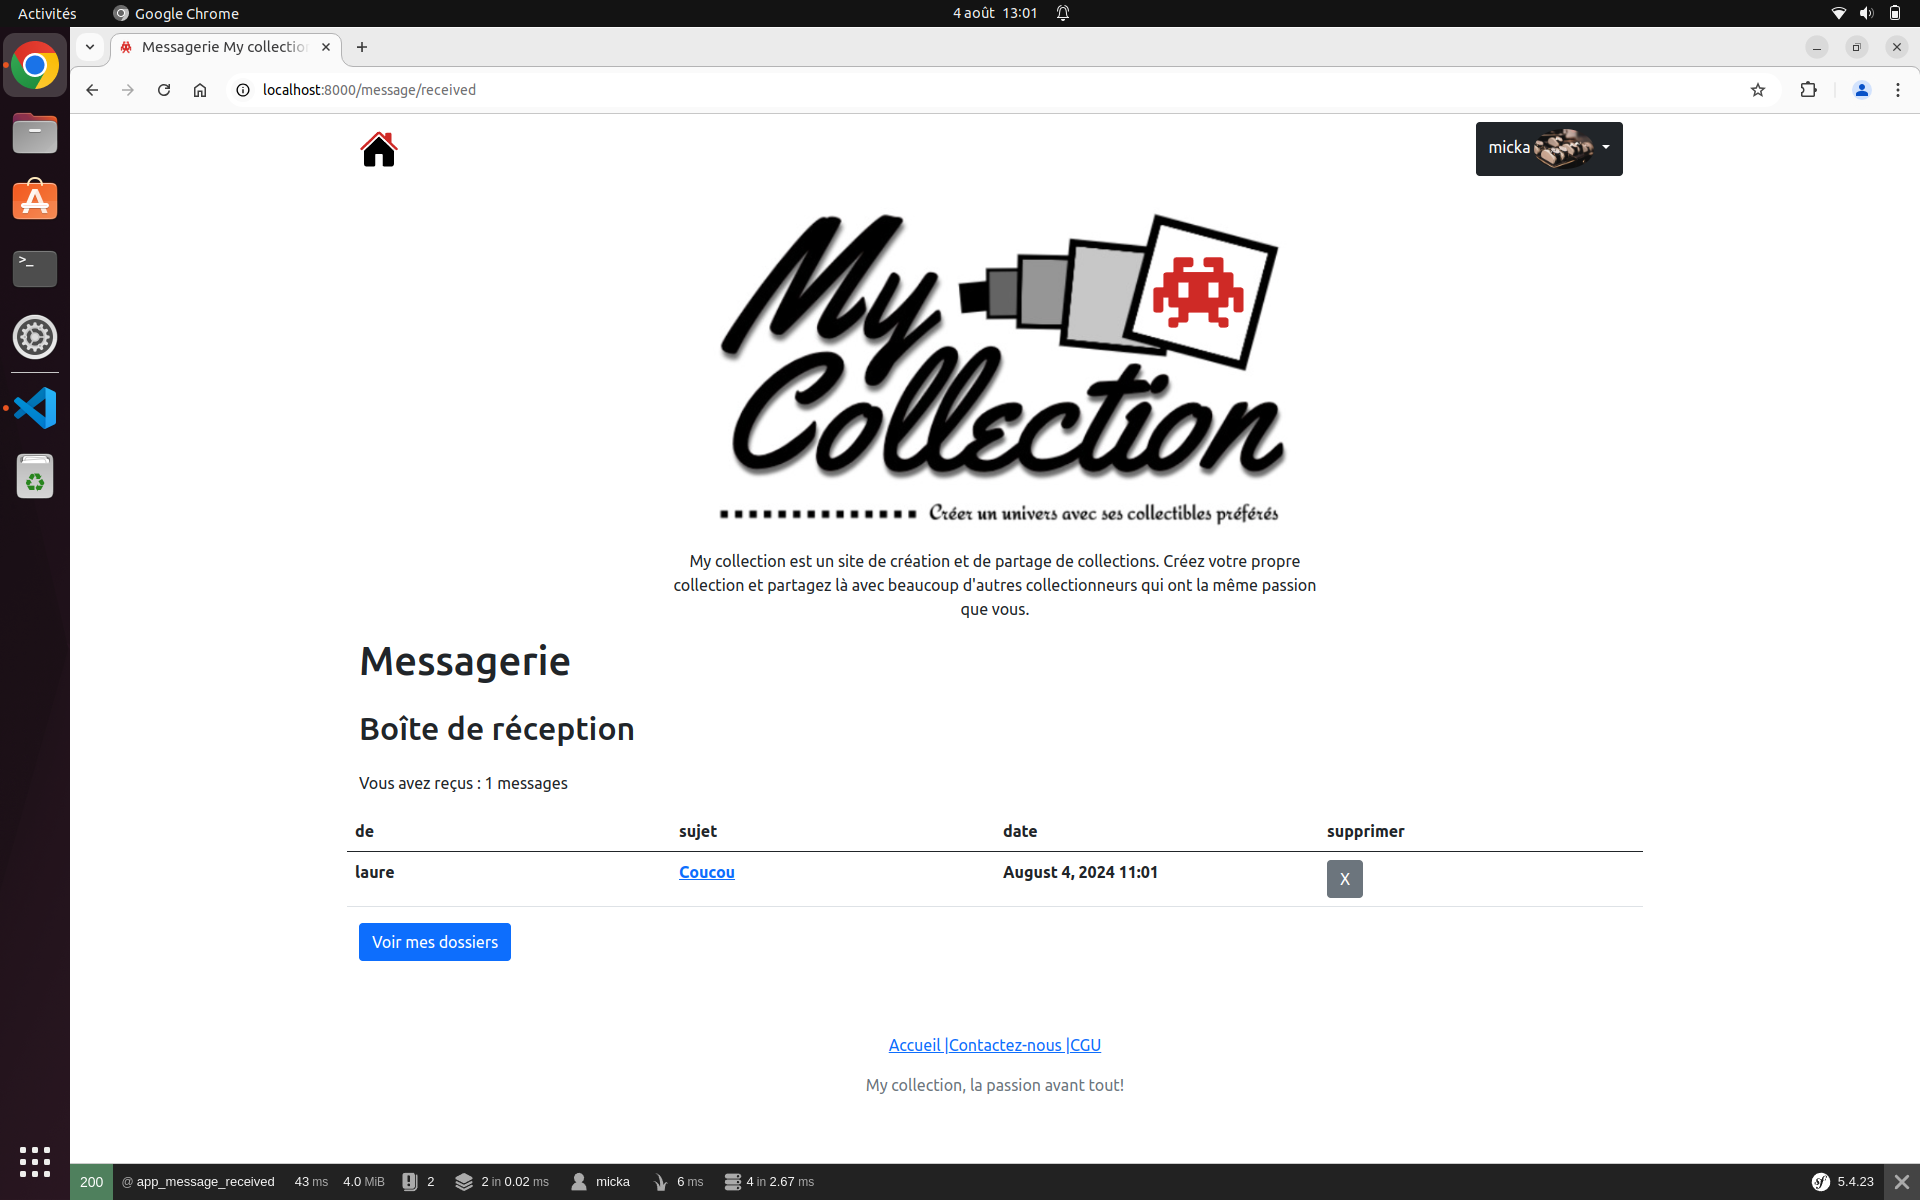 Activités
Google Chrome
4 août 13:01
Messagerie My collectio
localhost:8000/message/received
micka
My
Collection
Créer un univers avec ses collectibles préférés
My collection est un site de création et de partage de collections. Créez votre propre
collection et partagez là avec beaucoup d'autres collectionneurs qui ont la même passion
que vous.
Messagerie
Boîte de réception
Vous avez reçus : 1 messages
de sujet date supprimer
laure Coucou August 4, 2024 11:01 X
Voir mes dossiers
Accueil |Contactez-nous |CGU
My collection, la passion avant tout!
200 @ app_message_received 43 ms 4.0 MiB 2 2 in 0.02 ms micka 6 ms 4 in 2.67 ms sf 5.4.23